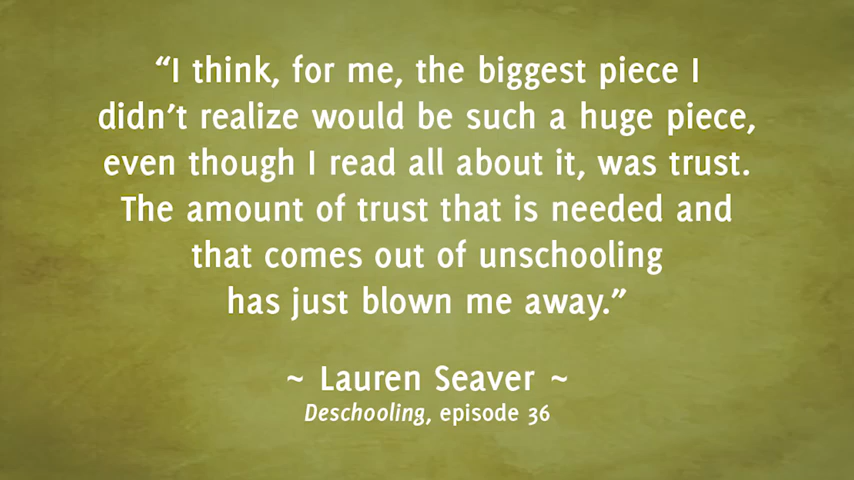 “I think, for me, the biggest piece I
didn’t realize would be such a huge piece,
even though I read all about it, was trust.
The amount of trust that is needed and
that comes out of unschooling
has just blown me away.”
~ Lauren Seaver ~
Deschooling, episode 36